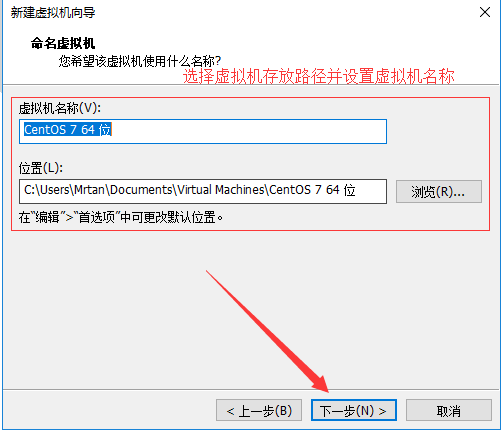 新建虚拟机向导
命名虚拟机
您希望该虚拟机使用什么名称?
选择虚拟机存放路径并设置虚拟机名称
虚拟机名称(V):
CentOS 7 64 位
位置(L):
C:\Users\Mrtan\Documents\Virtual Machines\CentOS 7 64 位
浏览(R)...
在“编辑”>“首选项”中可更改默认位置。
< 上一步(B)
下一步(N) >
取消